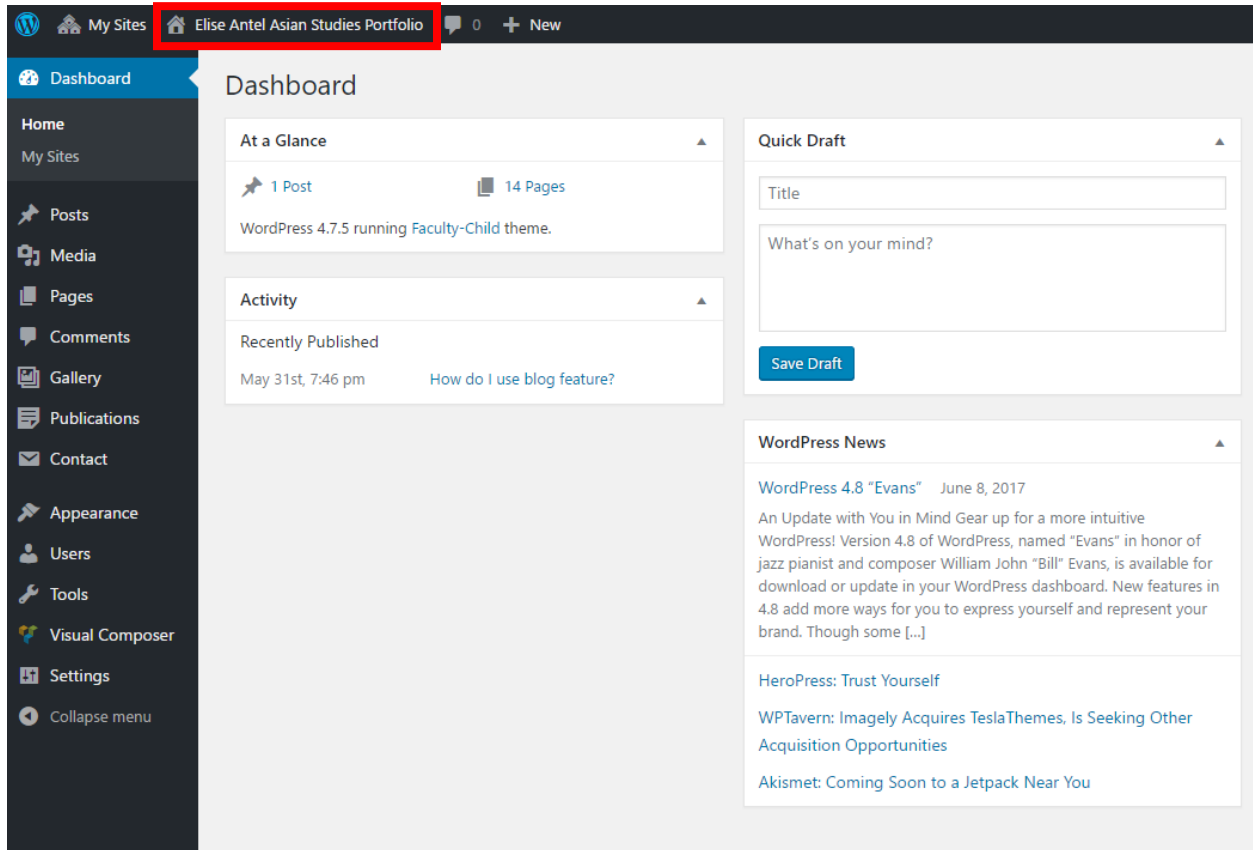 My Sites
Elise Antel Asian Studies Portfolio
0
New
Dashboard
Home
My Sites
Posts
Media
Pages
Comments
Gallery
Publications
Contact
Appearance
Users
Tools
Visual Composer
Settings
Collapse menu
Dashboard
At a Glance
1 Post
14 Pages
WordPress 4.7.5 running Faculty-Child theme.
Activity
Recently Published
May 31st, 7:46 pm
How do I use blog feature?
Quick Draft
Title
What's on your mind?
Save Draft
WordPress News
WordPress 4.8 “Evans” June 8, 2017
An Update with You in Mind Gear up for a more intuitive
WordPress! Version 4.8 of WordPress, named “Evans” in honor of
jazz pianist and composer William John “Bill” Evans, is available for
download or update in your WordPress dashboard. New features in
4.8 add more ways for you to express yourself and represent your
brand. Though some […]
HeroPress: Trust Yourself
WPTavern: Imagely Acquires TeslaThemes, Is Seeking Other
Acquisition Opportunities
Akismet: Coming Soon to a Jetpack Near You